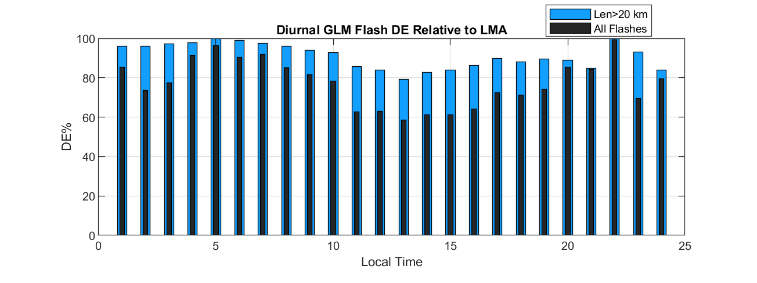 Len>20 km
All Flashes
Diurnal GLM Flash DE Relative to LMA
100
80
60
40
20
0
DE%
0 5 10 15 20 25
Local Time